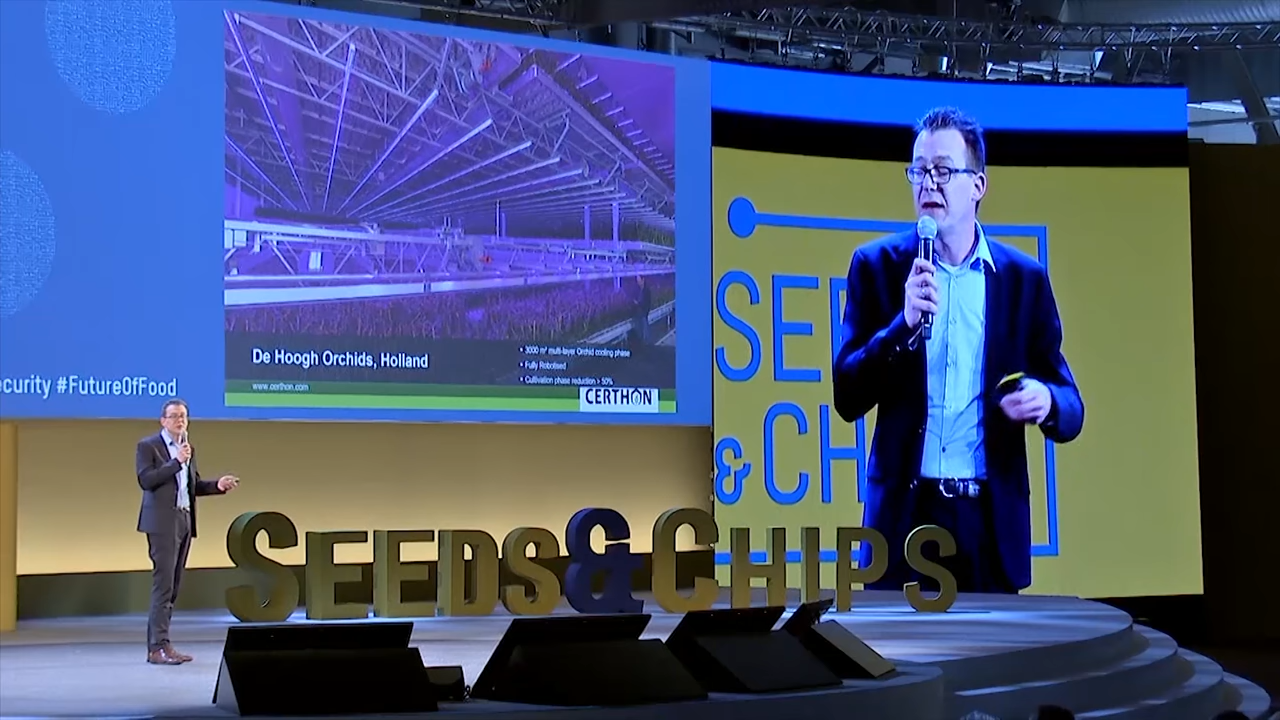 De Hoogh Orchids, Holland
• 3000 m² multi-layer Orchid cooling phase
• Fully Robotised
• Cultivation phase reduction > 50%
www.certhon.com
CERTHON
ecurity #FutureOfFood
SEE
& CH
SEEDS&CHIPS